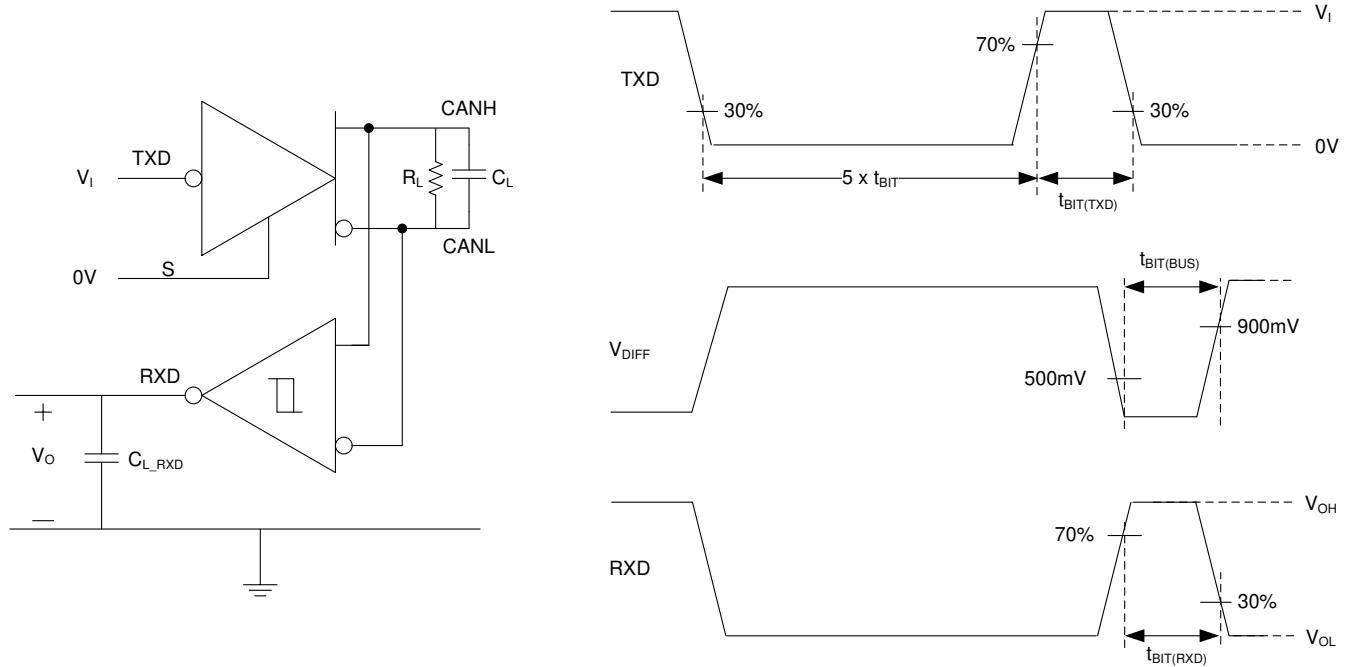 CANH
TXD
V_I
R_L
C_L
CANL
0V
S
RXD
+
V_O
C_L_RXD
—
V_I
70%
TXD
30%
30%
0V
5 x t_BIT
t_BIT(TXD)
t_BIT(BUS)
900mV
V_DIFF
500mV
V_OH
70%
RXD
30%
V_OL
t_BIT(RXD)